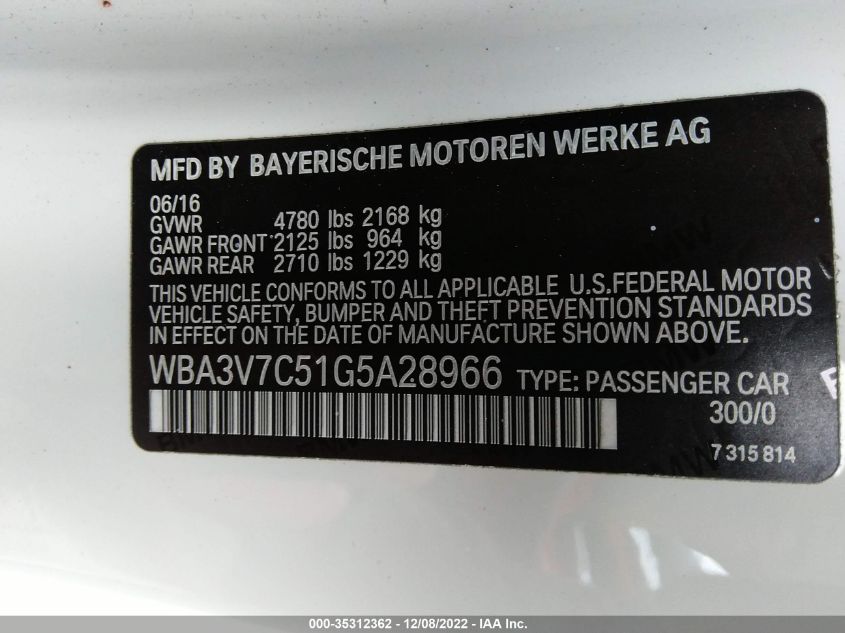 MFD BY BAYERISCHE MOTOREN WERKE AG
06/16
GVWR 4780 lbs 2168 kg
GAWR FRONT 2125 lbs 964 kg
GAWR REAR 2710 lbs 1229 kg
THIS VEHICLE CONFORMS TO ALL APPLICABLE U.S.FEDERAL MOTOR
VEHICLE SAFETY, BUMPER AND THEFT PREVENTION STANDARDS
IN EFFECT ON THE DATE OF MANUFACTURE SHOWN ABOVE.
WBA3V7C51G5A28966 TYPE: PASSENGER CAR
300/0
7 315 814
000-35312362 - 12/08/2022 - IAA Inc.